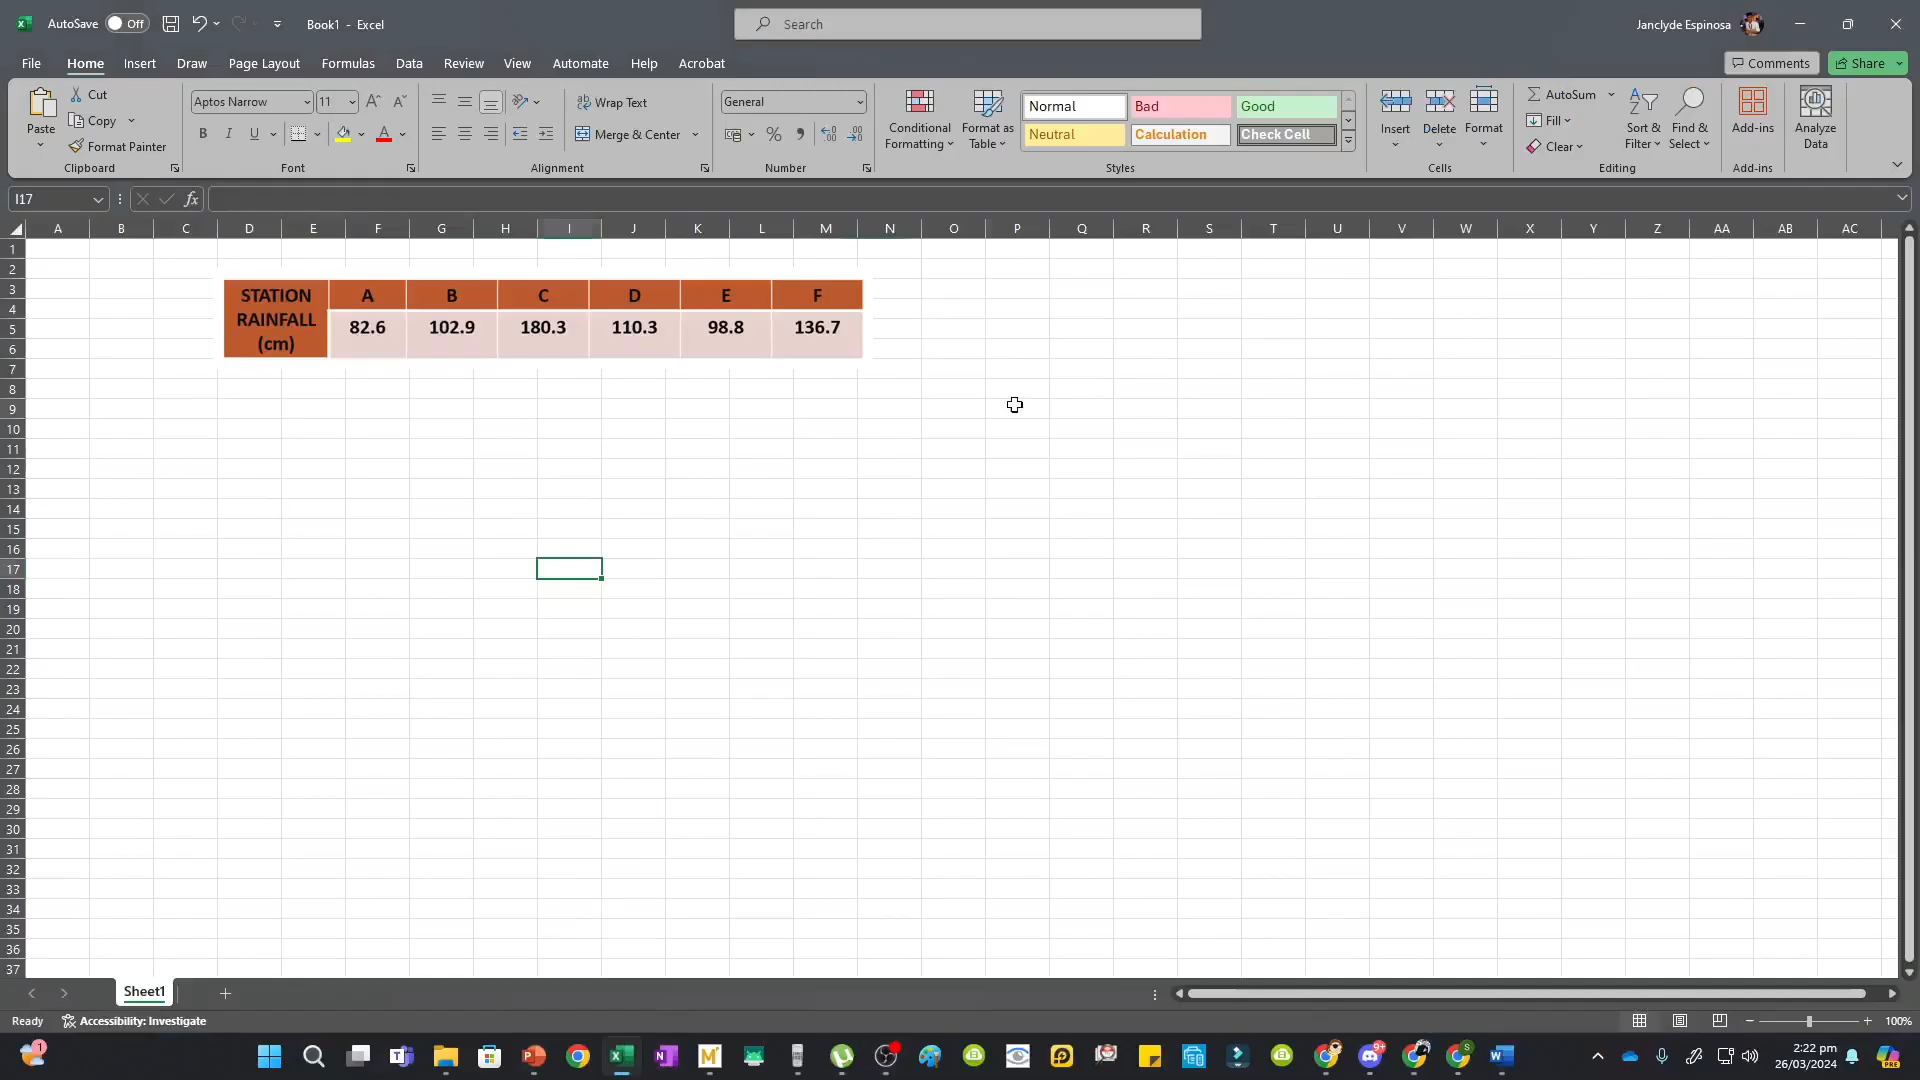 AutoSave Off Book1 - Excel Search Janclyde Espinosa
File Home Insert Draw Page Layout Formulas Data Review View Automate Help Acrobat Comments Share
Paste Cut Copy Format Painter Clipboard
Aptos Narrow 11 B I U A Font
Wrap Text Merge & Center Alignment
General % Number
Conditional Formatting Format as Table Normal Bad Good Neutral Calculation Check Cell Styles
Insert Delete Format Cells
AutoSum Fill Clear Sort & Filter Find & Select Editing
Add-ins Add-ins
Analyze Data
I17 fx
A B C D E F G H I J K L M N O P Q R S T U V W X Y Z AA AB AC
1
2
3
4
5
6
7
8
9
10
11
12
13
14
15
16
17
18
19
20
21
22
23
24
25
26
27
28
29
30
31
32
33
34
35
36
37
STATION A B C D E F
RAINFALL 82.6 102.9 180.3 110.3 98.8 136.7
(cm)
Sheet1
Ready Accessibility: Investigate 100%
1 9+ 2:22 pm
26/03/2024 PRE